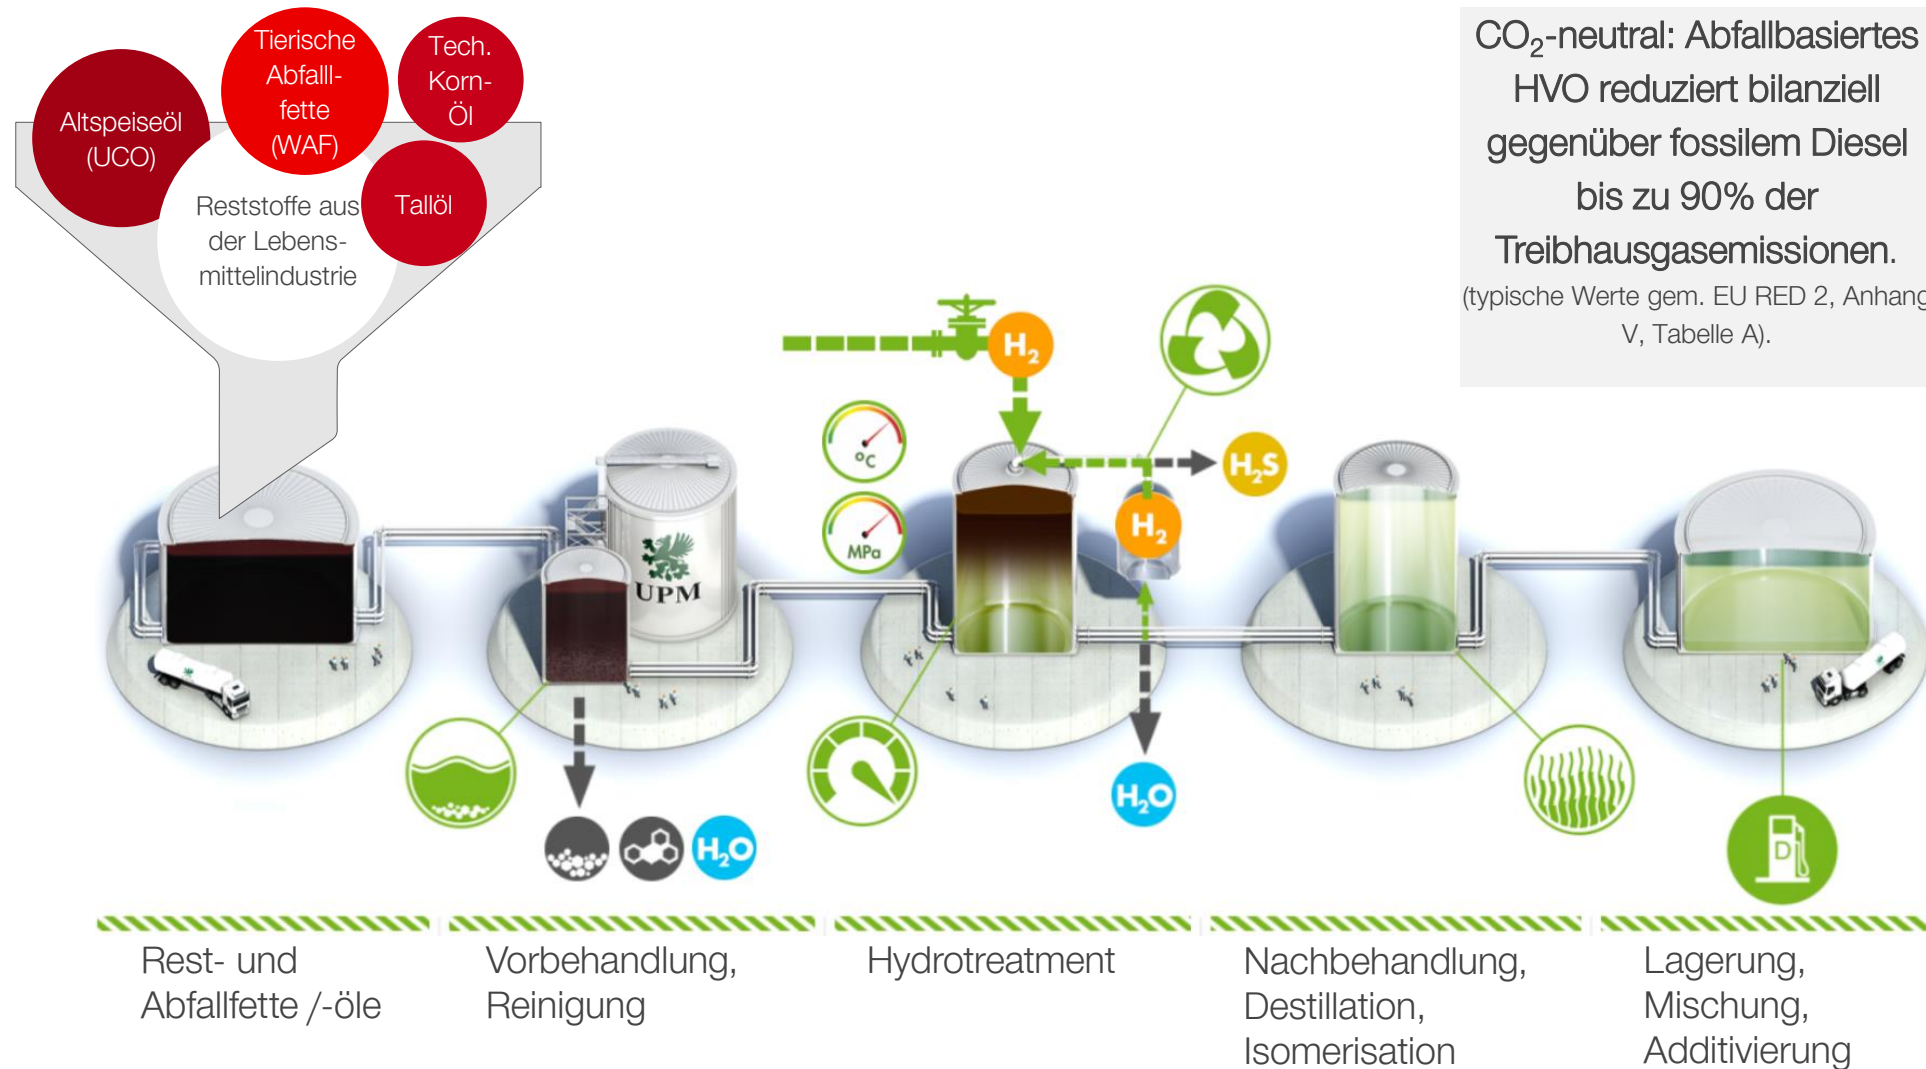 Altspeiseöl
(UCO)
Tierische
Abfalll-
fette
(WAF)
Tech.
Korn-
Öl
Tallöl
Reststoffe aus
der Lebens-
mittelindustrie
CO₂-neutral: Abfallbasiertes
HVO reduziert bilanziell
gegenüber fossilem Diesel
bis zu 90% der
Treibhausgasemissionen.
(typische Werte gem. EU RED 2, Anhang
V, Tabelle A).
H₂
°C
MPa
H₂S
H₂
UPM
H₂O
H₂O
D
Rest- und
Abfallfette /-öle
Vorbehandlung,
Reinigung
Hydrotreatment
Nachbehandlung,
Destillation,
Isomerisation
Lagerung,
Mischung,
Additivierung